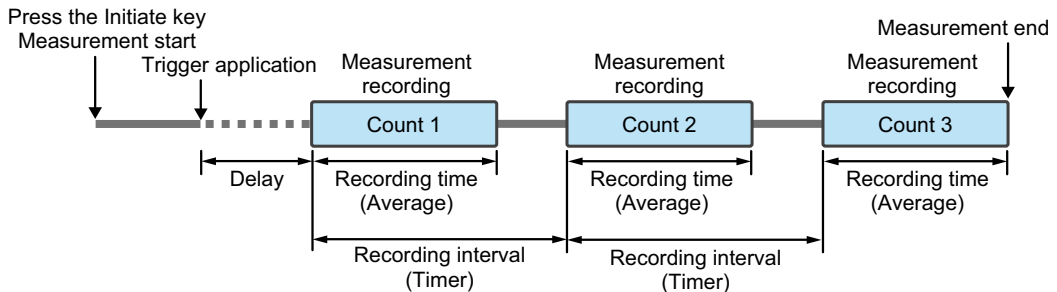 Press the Initiate key
Measurement start
Trigger application
Measurement
recording
Measurement
recording
Measurement
recording
Measurement end
Count 1
Count 2
Count 3
Delay
Recording time
(Average)
Recording time
(Average)
Recording time
(Average)
Recording interval
(Timer)
Recording interval
(Timer)